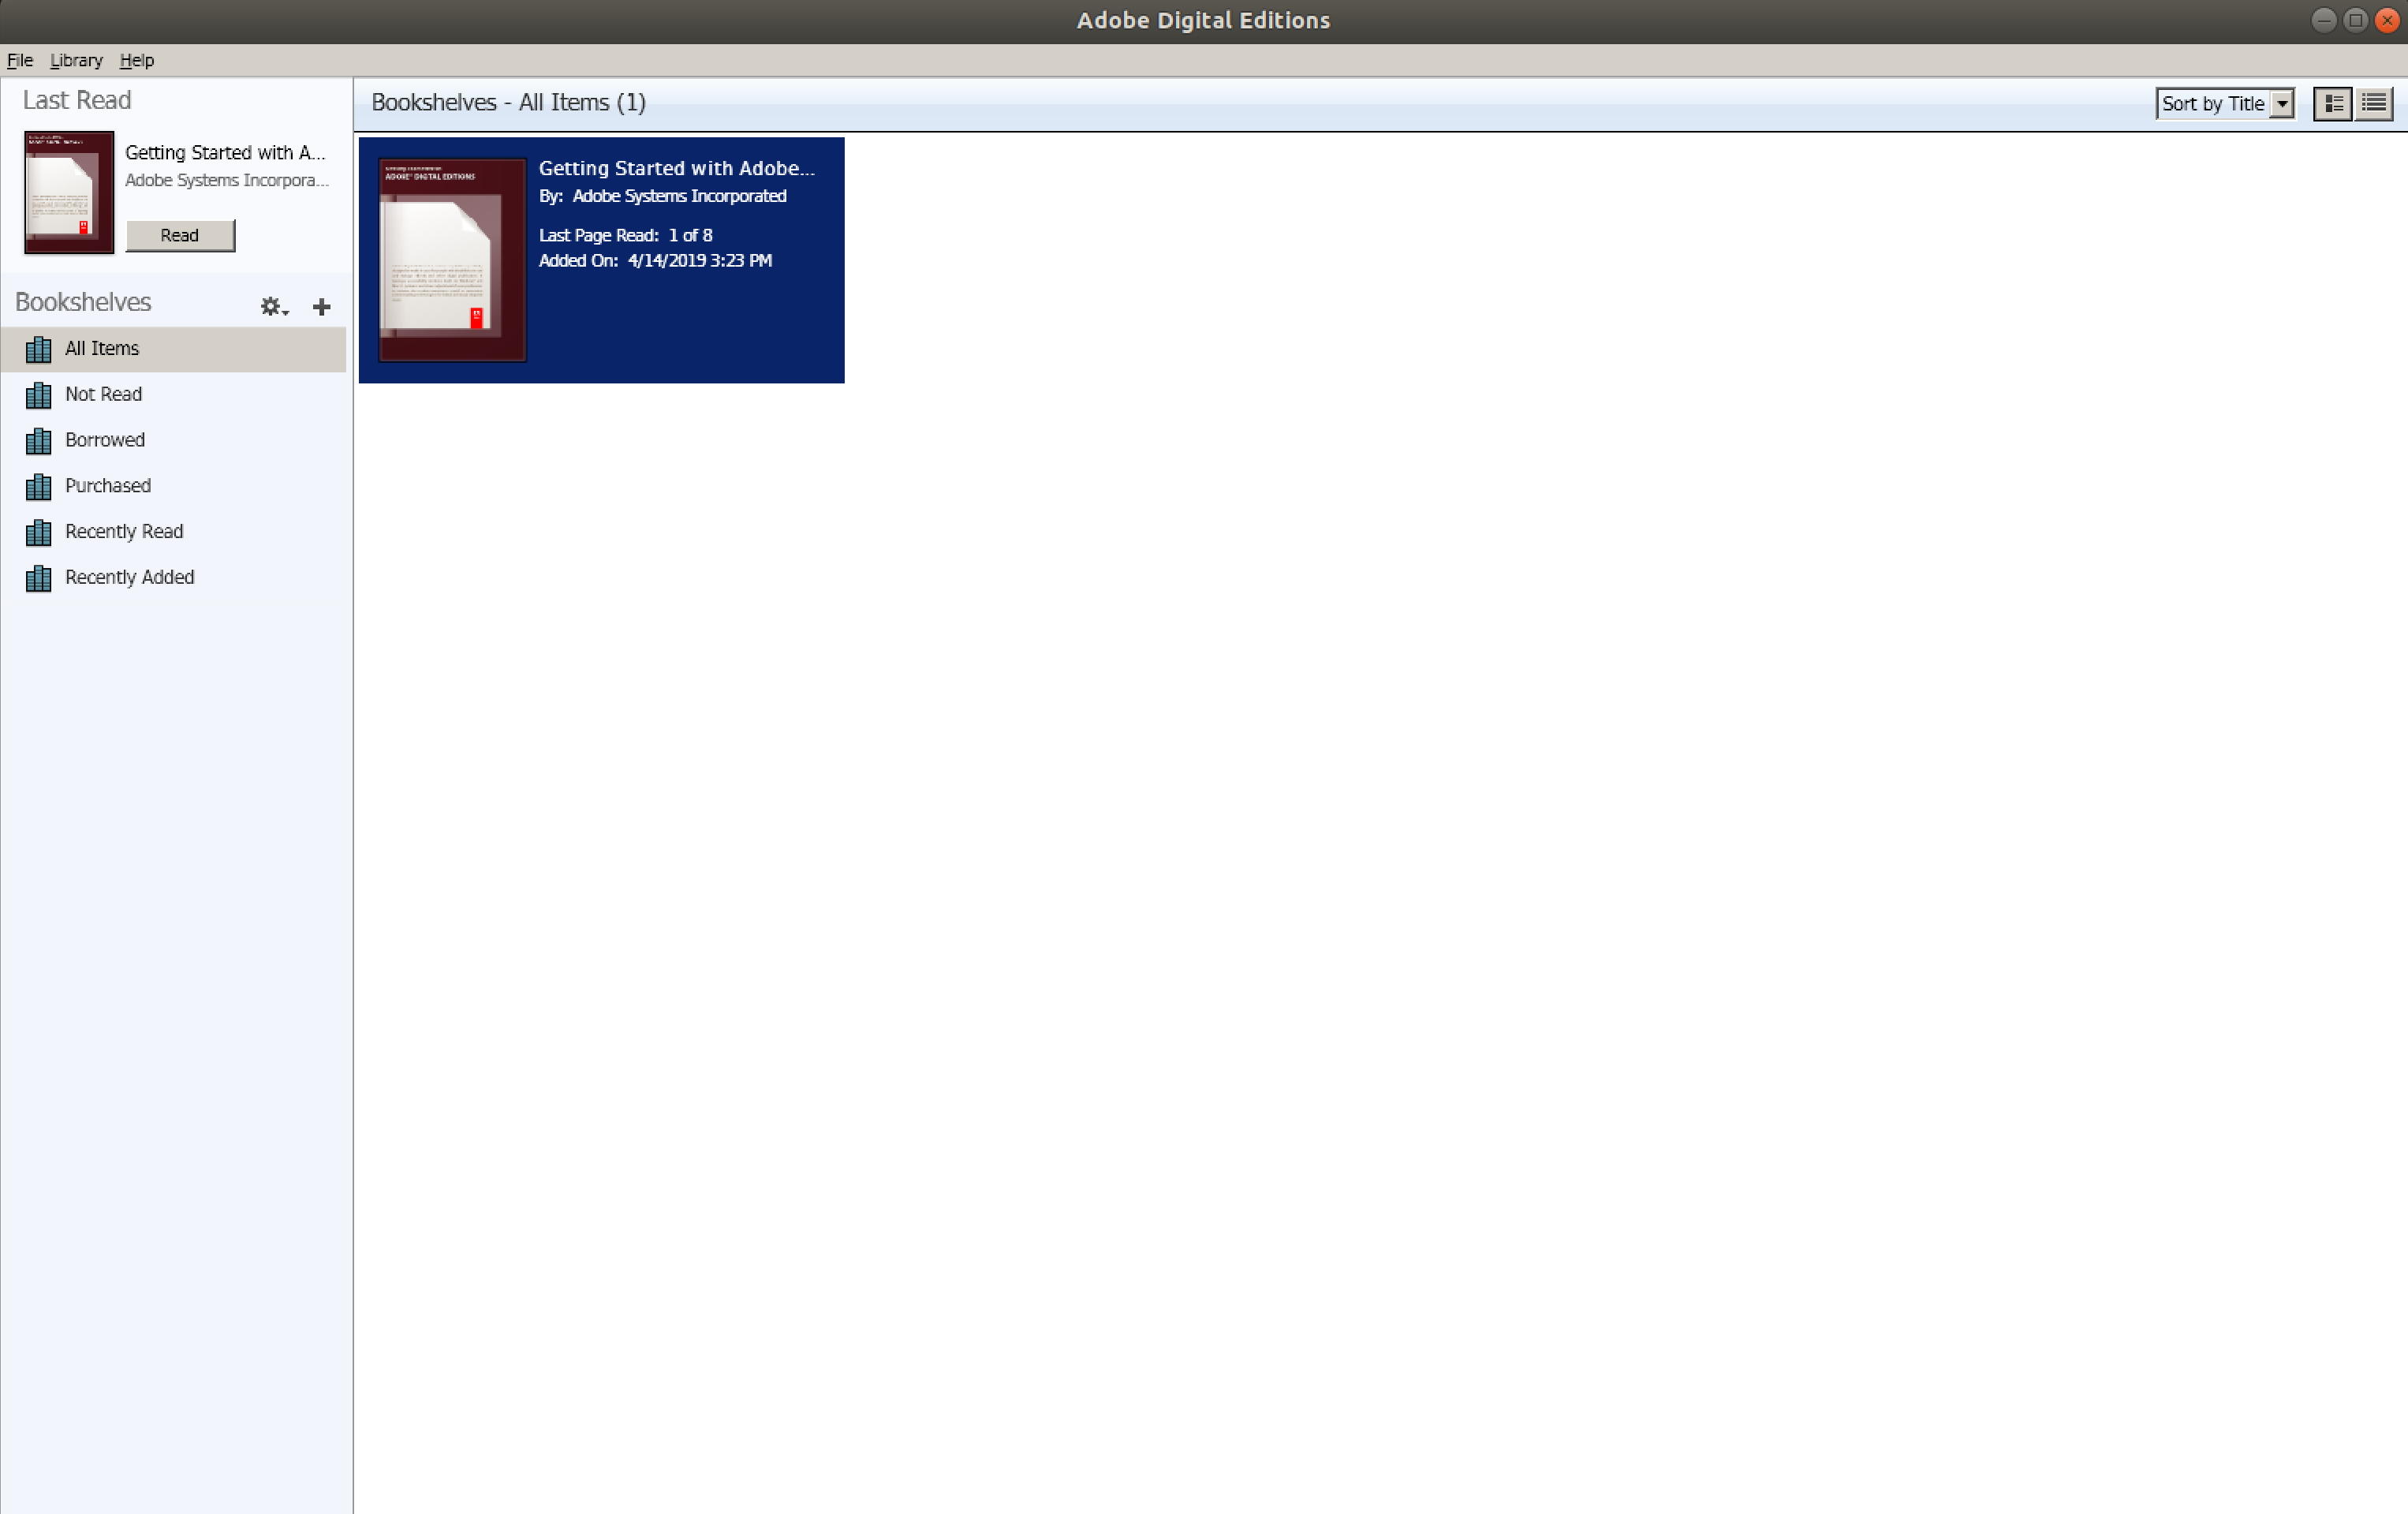 Adobe Digital Editions
File Library Help
Last Read
Getting Started with A...
Adobe Systems Incorpora...
Read
Bookshelves
All Items
Not Read
Borrowed
Purchased
Recently Read
Recently Added
Bookshelves - All Items (1)
Sort by Title
ADOBE® DIGITAL EDITIONS
Getting Started with Adobe...
By: Adobe Systems Incorporated
Last Page Read: 1 of 8
Added On: 4/14/2019 3:23 PM